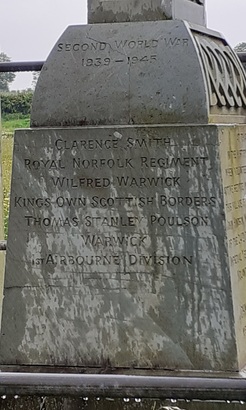 SECOND WORLD WAR
1939-1945
CLARENCE SMITH
ROYAL NORFOLK REGIMENT
WILFRED WARWICK
KINGS OWN SCOTTISH BORDERS
THOMAS STANLEY POULSON
WARWICK
1ST AIRBOURNE DIVISION